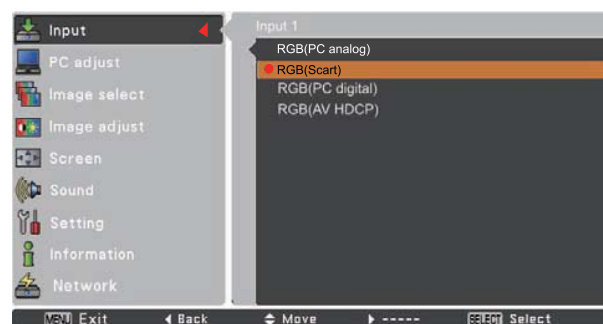 Input
PC adjust
Image select
Image adjust
Screen
Sound
Setting
Information
Network
Input 1
RGB(PC analog)
RGB(Scart)
RGB(PC digital)
RGB(AV HDCP)
MENU Exit ◀ Back Move ▶ ----- SELECT Select